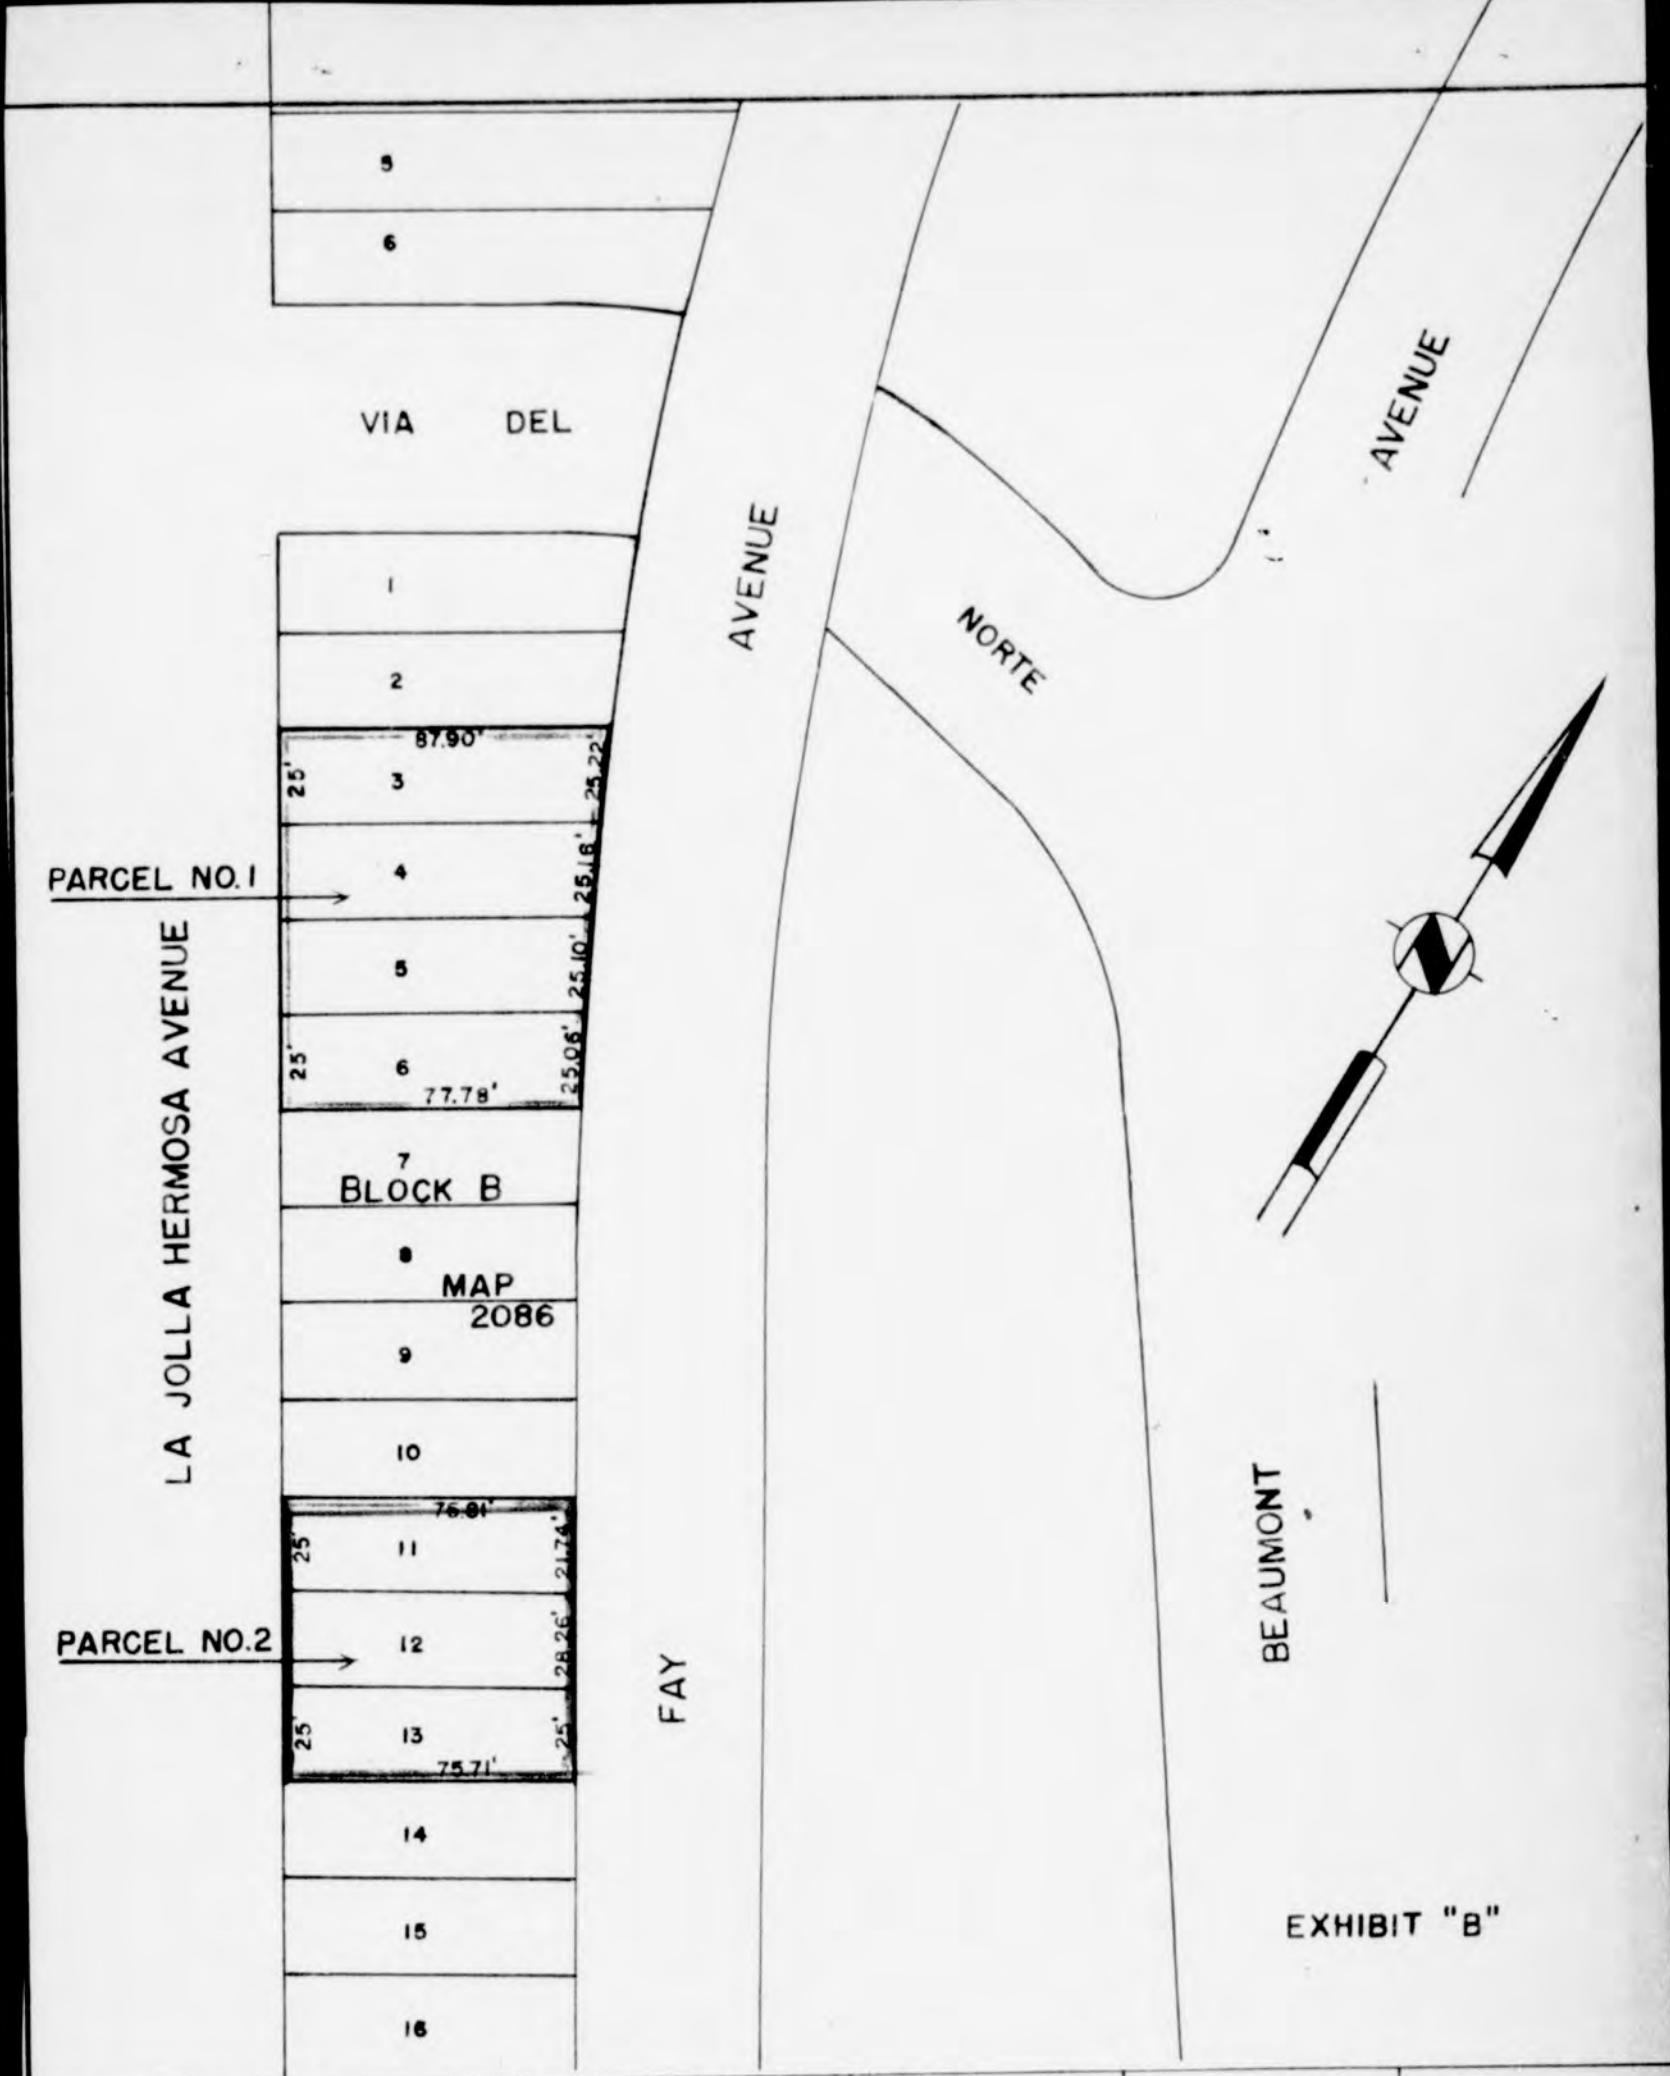 5
6
VIA DEL
AVENUE
AVENUE
NORTE
1
2
87.90'
25'
3
25.22'
PARCEL NO. 1
4
25.16'
5
25.10'
25'
6
25.06'
77.78'
7
BLOCK B
8
MAP
2086
9
10
LA JOLLA HERMOSA AVENUE
76.81'
25'
11
21.74'
PARCEL NO. 2
12
28.26'
25'
13
25'
75.71'
14
15
16
FAY
BEAUMONT
N
EXHIBIT "B"